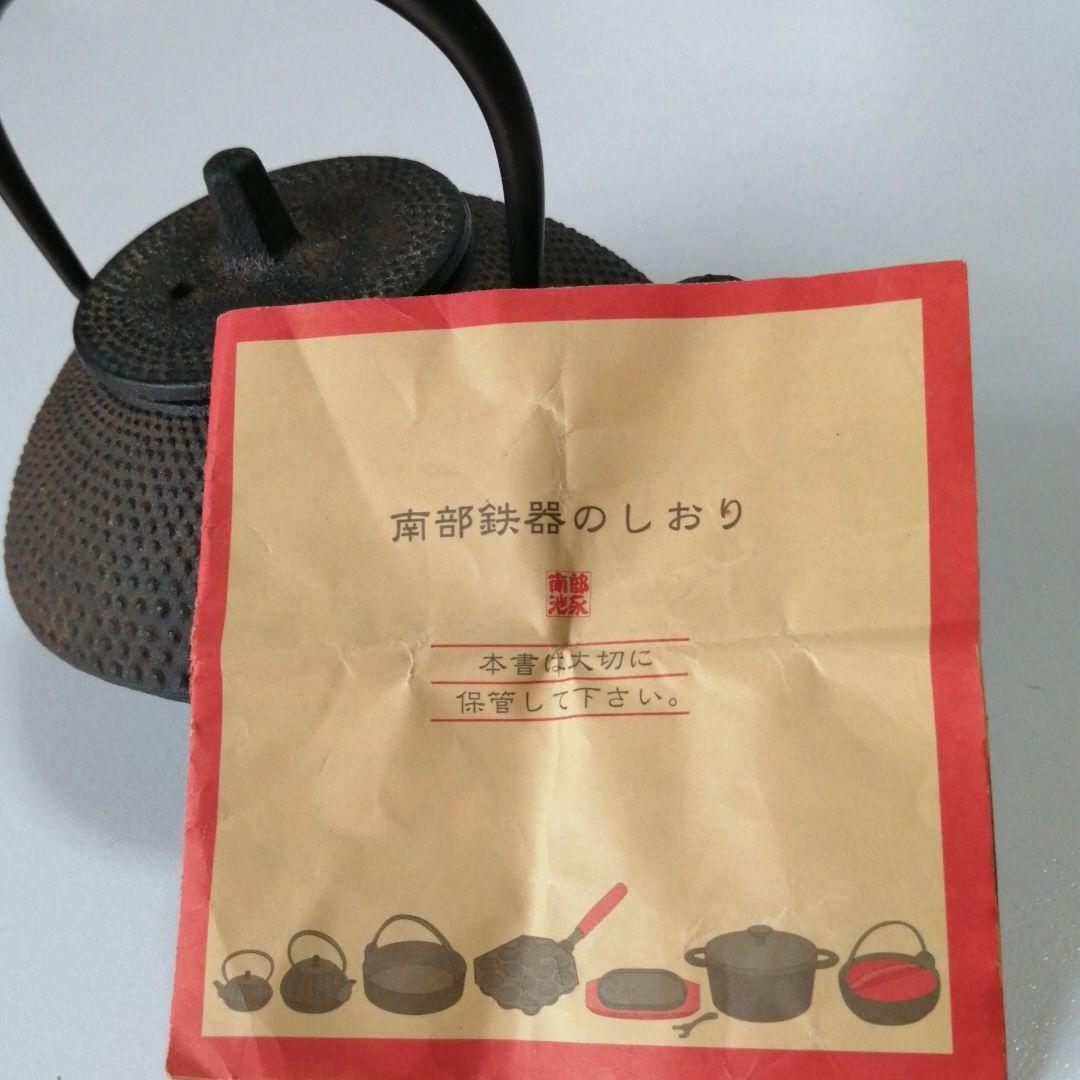 南部鉄器のしおり
南部
池永
本書は大切に
保管して下さい。